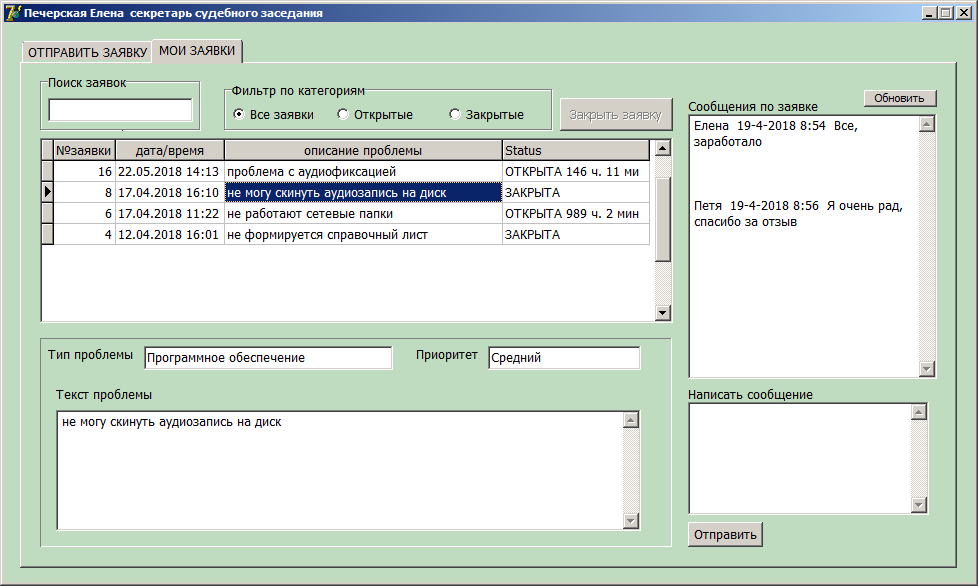 Печерская Елена секретарь судебного заседания
ОТПРАВИТЬ ЗАЯВКУ МОИ ЗАЯВКИ
Поиск заявок
Фильтр по категориям
Все заявки Открытые Закрытые
Закрыть заявку
№заявки дата/время описание проблемы Status
16 22.05.2018 14:13 проблема с аудиофиксацией ОТКРЫТА 146 ч. 11 ми
8 17.04.2018 16:10 не могу скинуть аудиозапись на диск ЗАКРЫТА
6 17.04.2018 11:22 не работают сетевые папки ОТКРЫТА 989 ч. 2 мин
4 12.04.2018 16:01 не формируется справочный лист ЗАКРЫТА
Тип проблемы Программное обеспечение Приоритет Средний
Текст проблемы
не могу скинуть аудиозапись на диск
Обновить
Сообщения по заявке
Елена 19-4-2018 8:54 Все,
заработало
Петя 19-4-2018 8:56 Я очень рад,
спасибо за отзыв
Написать сообщение
Отправить